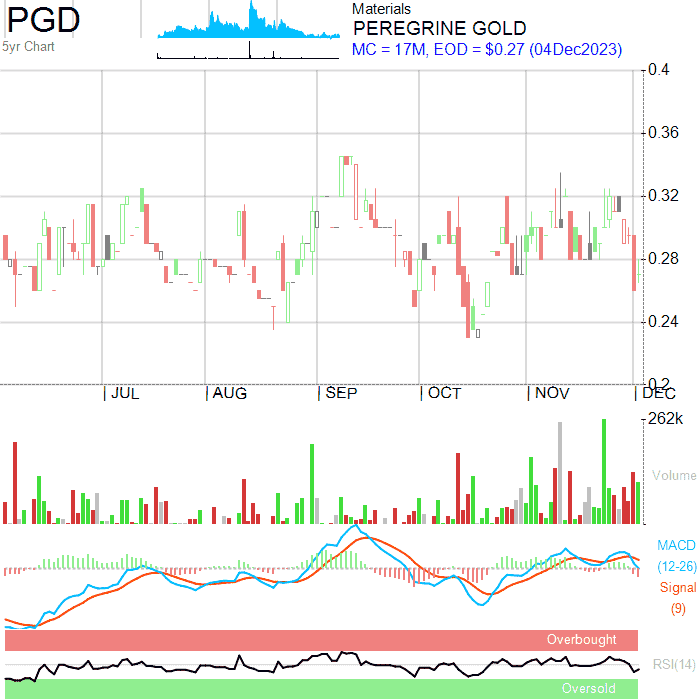 PGD
5yr Chart
Materials
PEREGRINE GOLD
MC = 17M, EOD = $0.27 (04Dec2023)
0.4
0.36
0.32
0.28
0.24
0.2
JUL
AUG
SEP
OCT
NOV
DEC
262k
Volume
MACD
(12-26)
Signal
(9)
Overbought
RSI(14)
Oversold